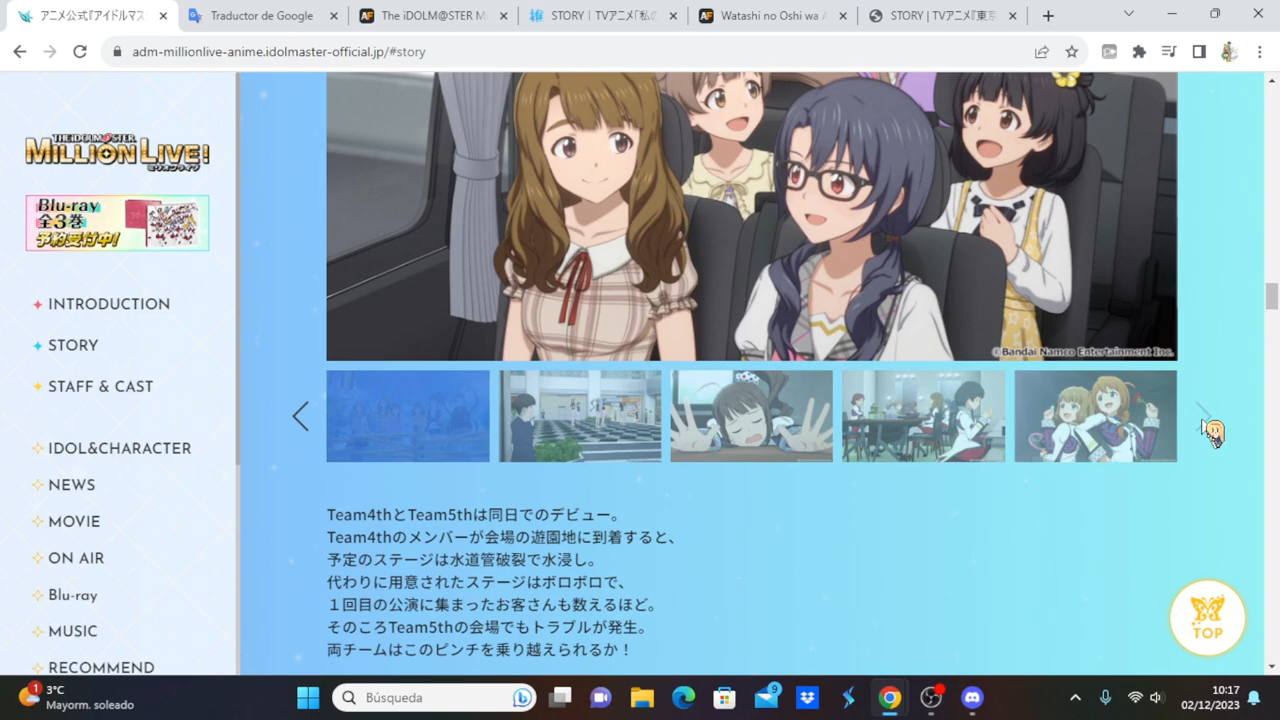 アニメ公式『アイドルマス
Traductor de Google
The iDOLM@STER M
STORY | TVアニメ「私の
Watashi no Oshi wa A
STORY | TVアニメ『東京
adm-millionlive-anime.idolmaster-official.jp/#story
THE IDOLM@STER
MILLION LIVE!
ミリオンライブ
Blu-ray
全3巻
予約受付中!
INTRODUCTION
STORY
STAFF & CAST
IDOL&CHARACTER
NEWS
MOVIE
ON AIR
Blu-ray
MUSIC
RECOMMEND
©Bandai Namco Entertainment Inc.
Team4thとTeam5thは同日でのデビュー。
Team4thのメンバーが会場の遊園地に到着すると、
予定のステージは水道管破裂で水浸し。
代わりに用意されたステージはボロボロで、
１回目の公演に集まったお客さんも数えるほど。
そのころTeam5thの会場でもトラブルが発生。
両チームはこのピンチを乗り越えられるか！
TOP
1
3°C
Mayorm. soleado
Búsqueda
9
10:17
02/12/2023